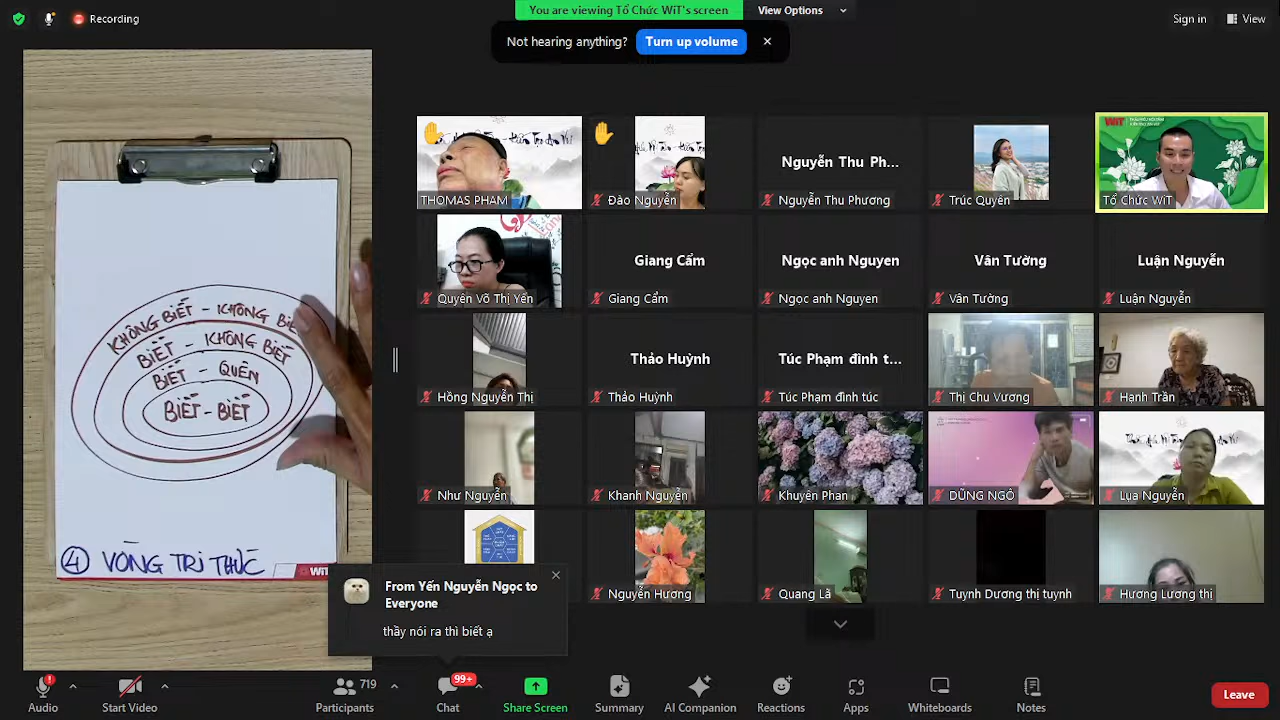 You are viewing Tổ Chức WiT's screen
View Options
Recording
Sign in
View
Not hearing anything?
Turn up volume
KHÔNG BIẾT - KHÔNG BIẾ
BIẾT - KHÔNG BIẾT
BIẾT - QUÊN
BIẾT - BIẾT
④ VÒNG TRI THỨC
WiT
THOMAS PHAM
Đào Nguyễn
Nguyễn Thu Ph...
Nguyễn Thu Phương
Trúc Quyên
WiT
Tổ Chức WiT
Quyên Võ Thị Yến
Giang Cẩm
Giang Cẩm
Ngọc anh Nguyen
Ngoc anh Nguyen
Vân Tường
Vân Tường
Luận Nguyễn
Luận Nguyễn
Hồng Nguyễn Thị
Thảo Huỳnh
Thảo Huỳnh
Túc Phạm đình t...
Túc Phạm đình túc
Thị Chu Vương
Hạnh Trần
Như Nguyễn
Khanh Nguyễn
Khuyên Phan
DŨNG NGÔ
Lụa Nguyễn
Nguyễn Hương
Quang Lã
Tuynh Dương thị tuynh
Hương Lương thị
From Yến Nguyễn Ngọc to
Everyone
thầy nói ra thì biết ạ
719
99+
Audio
Start Video
Participants
Chat
Share Screen
Summary
AI Companion
Reactions
Apps
Whiteboards
Notes
Leave